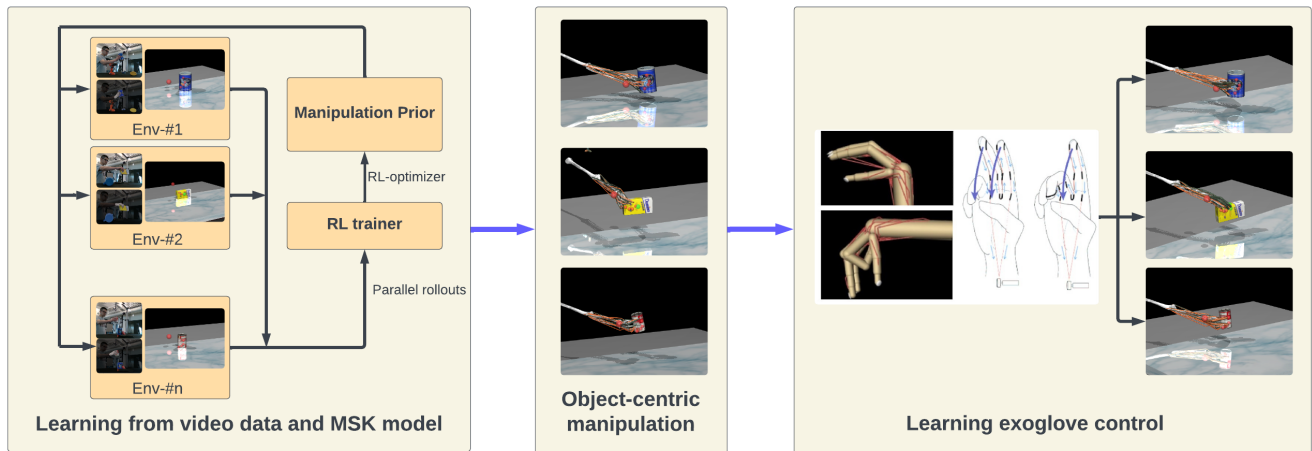 Env-#1
Env-#2
Env-#n
Manipulation Prior
RL-optimizer
RL trainer
Parallel rollouts
Learning from video data and MSK model
Object-centric
manipulation
Learning exoglove control